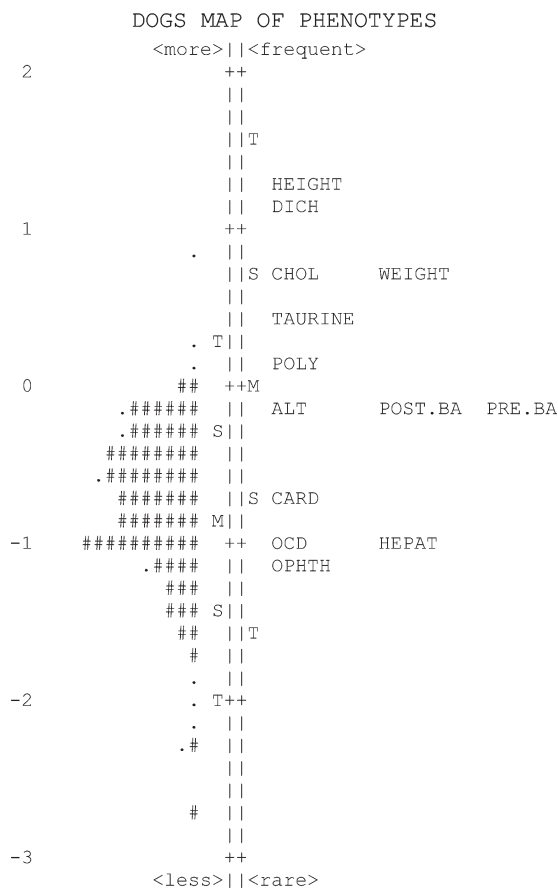 DOGS MAP OF PHENOTYPES
<more>||<frequent>
2 ++
||
||
||T
||
|| HEIGHT
|| DICH
1 ++
. ||
||S CHOL WEIGHT
||
|| TAURINE
. T||
. || POLY
0 ## ++M
.###### || ALT POST.BA PRE.BA
.###### S||
######## ||
.####### ||
####### ||S CARD
####### M||
-1 ########## ++ OCD HEPAT
.#### || OPHTH
### ||
### S||
## ||T
# ||
. ||
-2 . T++
. ||
.# ||
||
||
# ||
||
-3 ++
<less>||<rare>